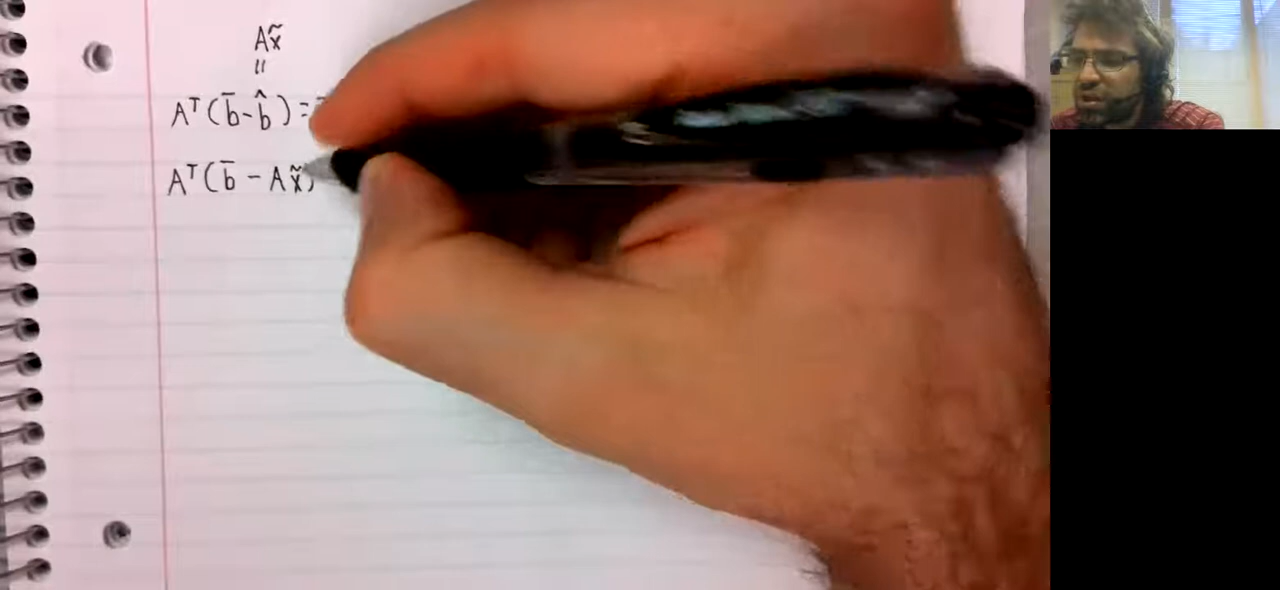 Ax̃
=
Aᵀ(b̄ - b̂) =
Aᵀ(b̄ - Ax̃)